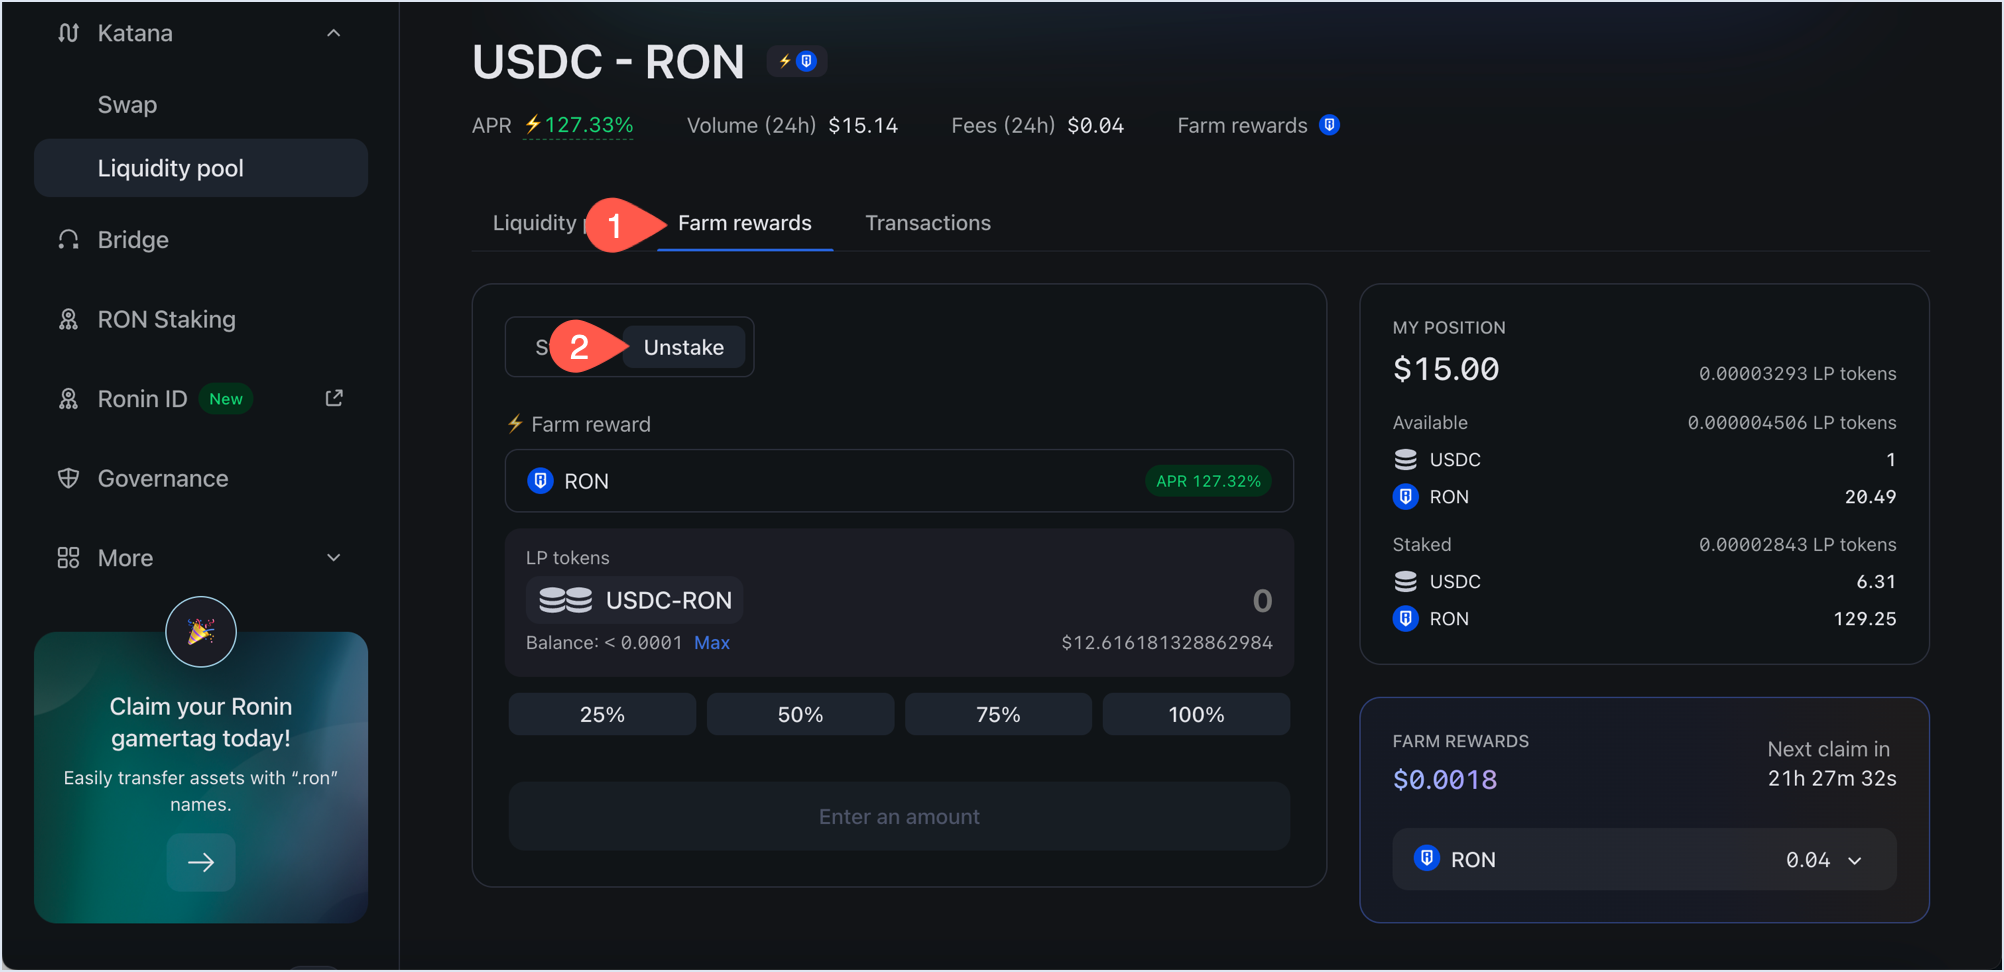 Katana
Swap
Liquidity pool
Bridge
RON Staking
Ronin ID New
Governance
More
Claim your Ronin
gamertag today!
Easily transfer assets with “.ron”
names.
USDC - RON
APR 127.33% Volume (24h) $15.14 Fees (24h) $0.04 Farm rewards
Liquidity 1 Farm rewards Transactions
S 2 Unstake
Farm reward
RON APR 127.32%
LP tokens
USDC-RON 0
Balance: < 0.0001 Max $12.616181328862984
25% 50% 75% 100%
Enter an amount
MY POSITION
$15.00 0.00003293 LP tokens
Available 0.000004506 LP tokens
USDC 1
RON 20.49
Staked 0.00002843 LP tokens
USDC 6.31
RON 129.25
FARM REWARDS
$0.0018
Next claim in
21h 27m 32s
RON 0.04